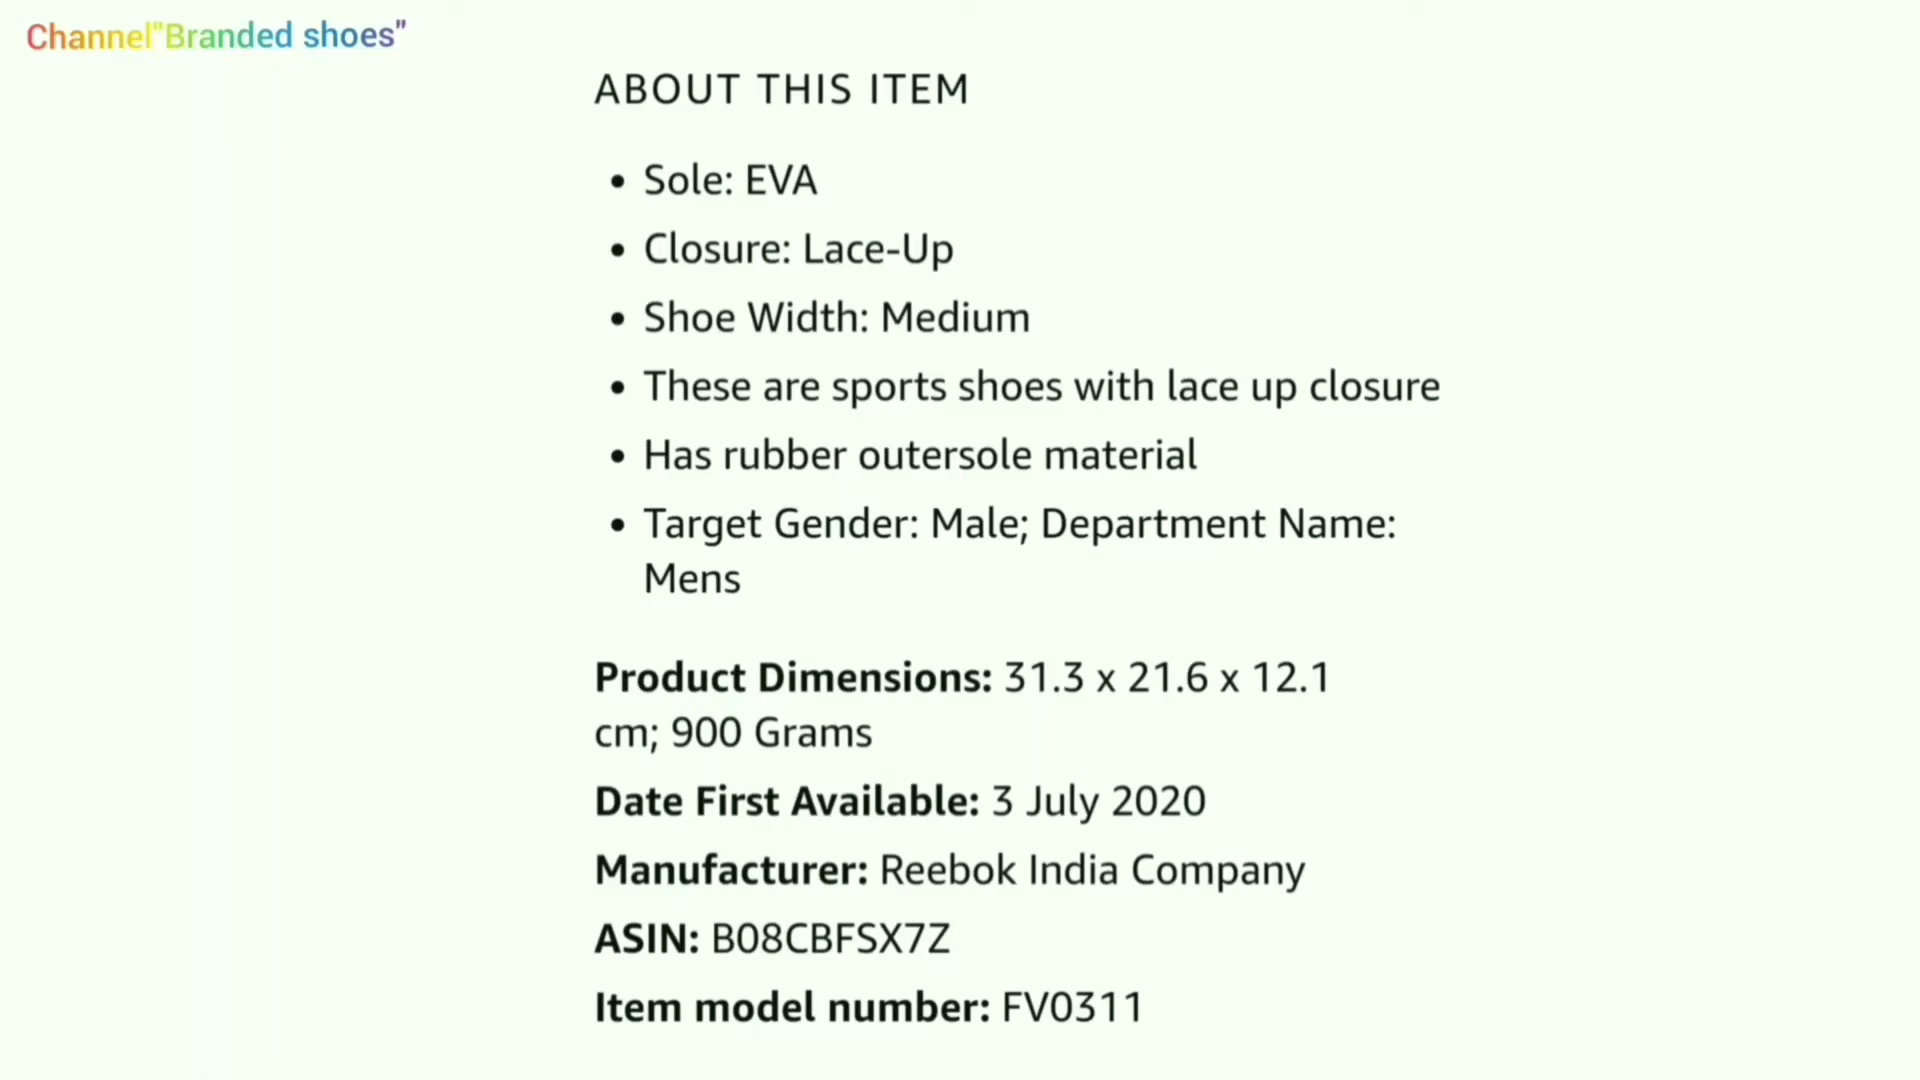 Channel"Branded shoes"
ABOUT THIS ITEM
• Sole: EVA
• Closure: Lace-Up
• Shoe Width: Medium
• These are sports shoes with lace up closure
• Has rubber outersole material
• Target Gender: Male; Department Name:
Mens
Product Dimensions: 31.3 x 21.6 x 12.1
cm; 900 Grams
Date First Available: 3 July 2020
Manufacturer: Reebok India Company
ASIN: B08CBFSX7Z
Item model number: FV0311